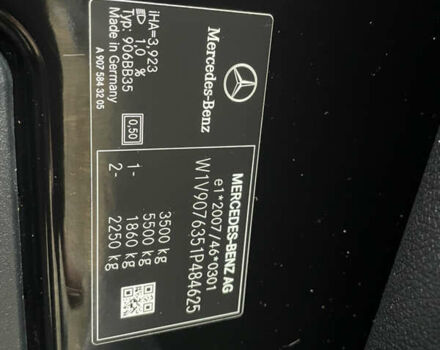 Mercedes-Benz
iHA=3,923
1,0 %
Typ: 906BB35
Made in Germany
A 907 584 32 05
0,50
MERCEDES-BENZ AG
e1*2007/46*0301
W1V9076351P484625
3500 kg
5500 kg
1- 1860 kg
2- 2250 kg